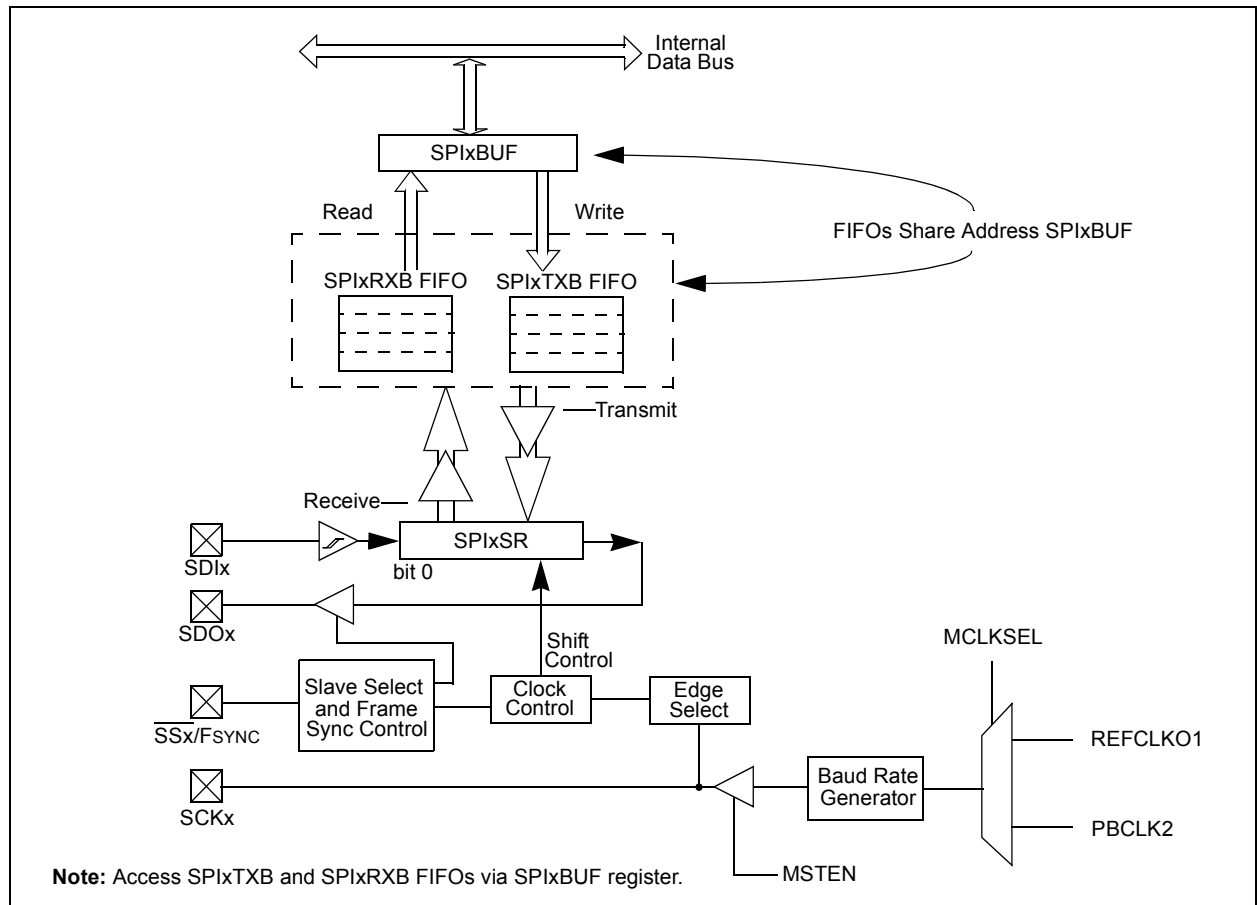 Internal
Data Bus
SPIxBUF
Read
Write
FIFOs Share Address SPIxBUF
SPIxRXB FIFO
SPIxTXB FIFO
Transmit
Receive
SPIxSR
bit 0
SDIx
SDOx
Shift
Control
MCLKSEL
Slave Select
and Frame
Sync Control
Clock
Control
Edge
Select
SSx/FSYNC
REFCLKO1
Baud Rate
Generator
SCKx
PBCLK2
MSTEN
Note: Access SPIxTXB and SPIxRXB FIFOs via SPIxBUF register.